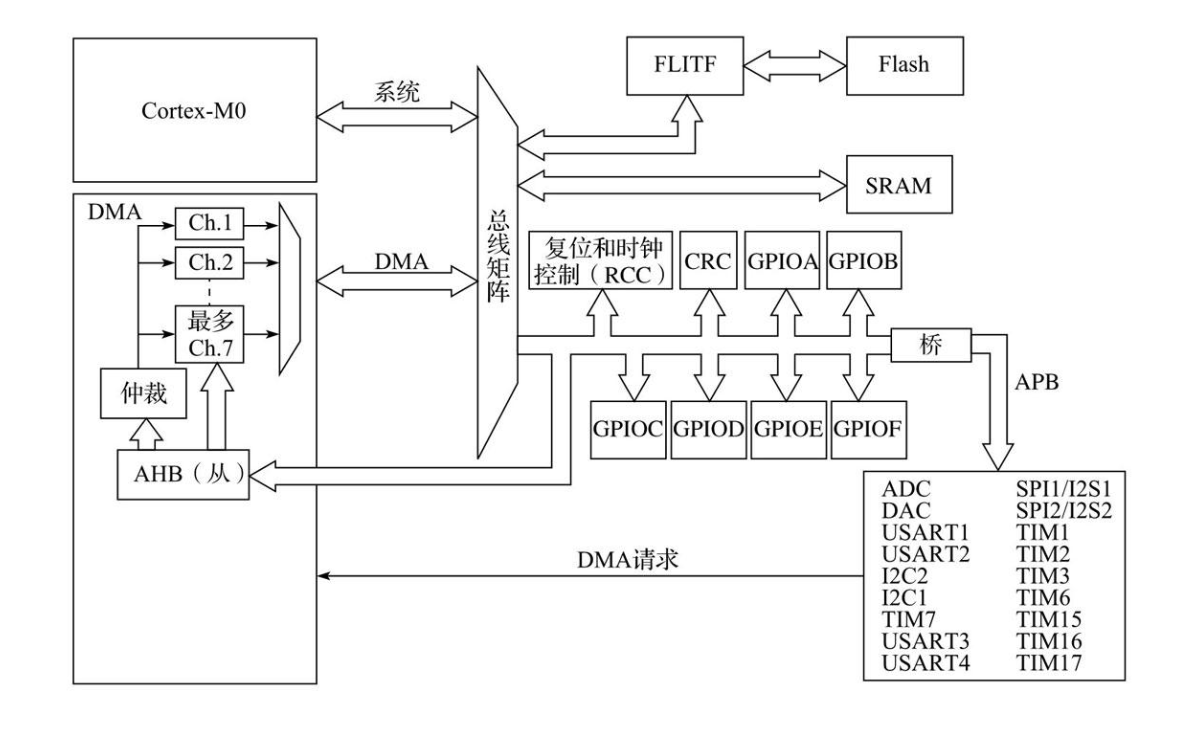 Cortex-M0
系统
FLITF
Flash
SRAM
DMA
Ch.1
Ch.2
最多
Ch.7
仲裁
AHB（从）
DMA
总线矩阵
复位和时钟
控制（RCC）
CRC
GPIOA
GPIOB
桥
APB
GPIOC
GPIOD
GPIOE
GPIOF
DMA请求
ADC
DAC
USART1
USART2
I2C2
I2C1
TIM7
USART3
USART4
SPI1/I2S1
SPI2/I2S2
TIM1
TIM2
TIM3
TIM6
TIM15
TIM16
TIM17